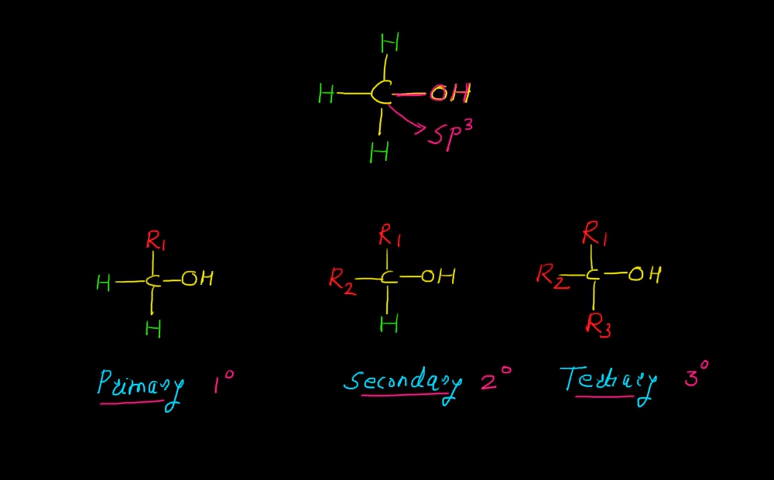 H
H C OH
sp³
H
R₁
H C OH
H
Primary 1°
R₁
R₂ C OH
H
Secondary 2°
R₁
R₂ C OH
R₃
Tertiary 3°